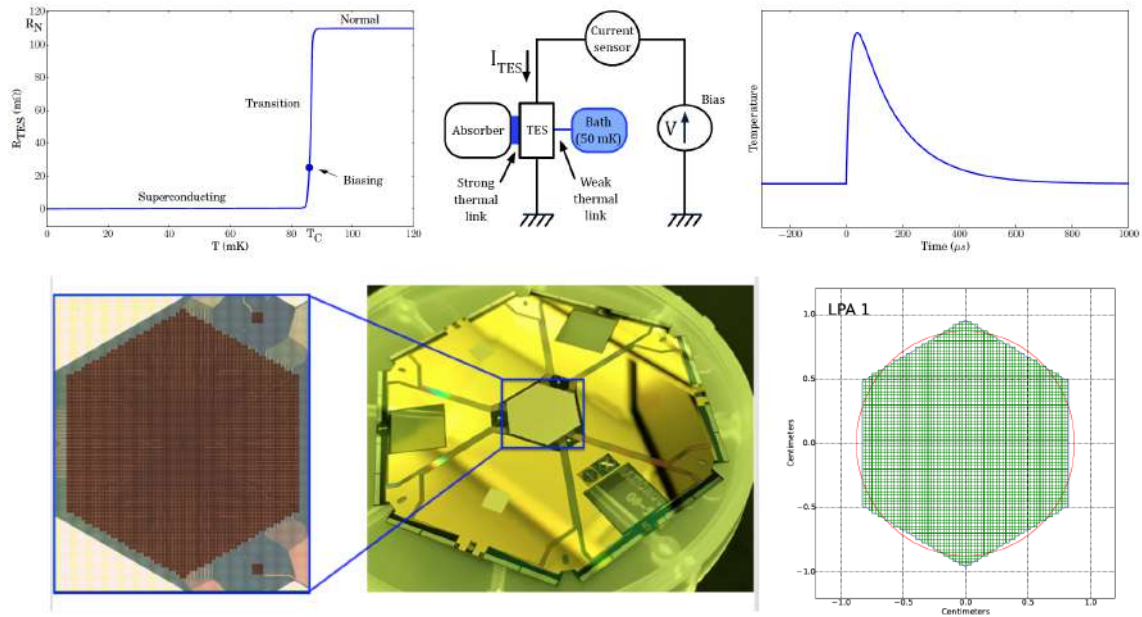 R_N
120
100
80
60
40
20
0
R_TES (mΩ)
Normal
Transition
Biasing
Superconducting
0
20
40
60
80
T_C
100
120
T (mK)
I_TES
Current
sensor
Bias
V
Absorber
TES
Bath
(50 mK)
Strong
thermal
link
Weak
thermal
link
Temperature
−200
0
200
400
600
800
1000
Time (μs)
LPA 1
1.0
0.5
0.0
−0.5
−1.0
Centimeters
−1.0
−0.5
0.0
0.5
1.0
Centimeters